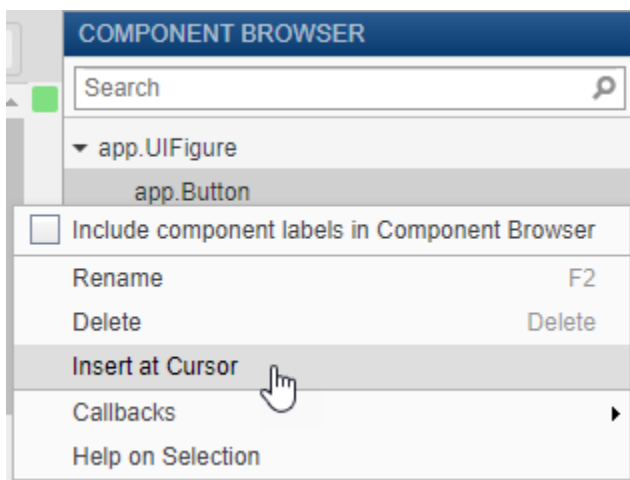 COMPONENT BROWSER
Search
app.UIFigure
app.Button
Include component labels in Component Browser
Rename F2
Delete Delete
Insert at Cursor
Callbacks
Help on Selection